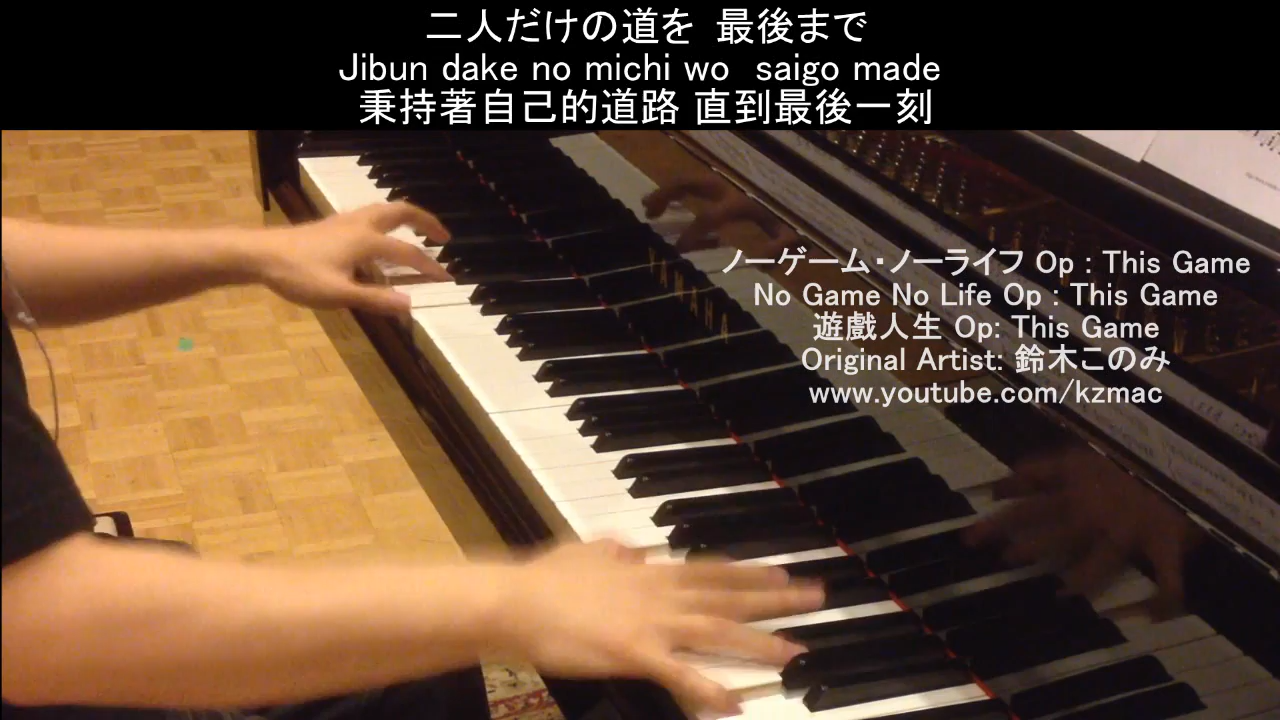 二人だけの道を 最後まで
Jibun dake no michi wo saigo made
秉持著自己的道路 直到最後一刻
ノーゲーム・ノーライフ Op : This Game
No Game No Life Op : This Game
遊戲人生 Op: This Game
Original Artist: 鈴木このみ
www.youtube.com/kzmac
YAMAHA